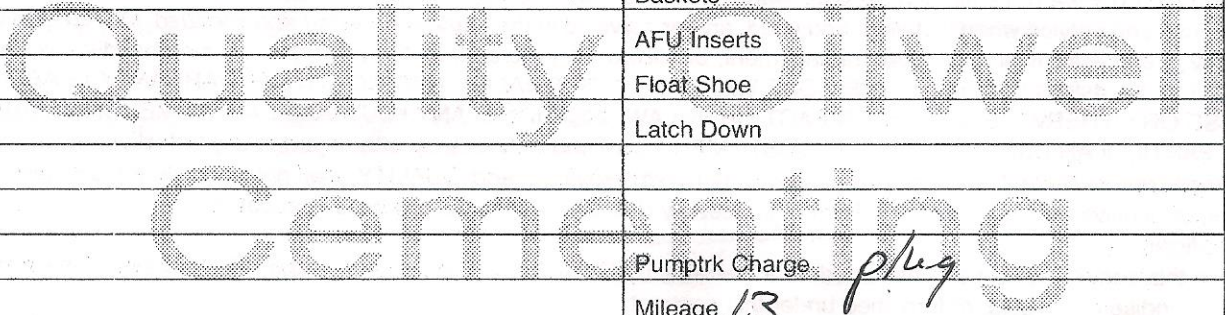 Baskets
AFU Inserts
Float Shoe
Latch Down
Quality Oilwell
Cementing
Pumptrk Charge plug
Mileage 13